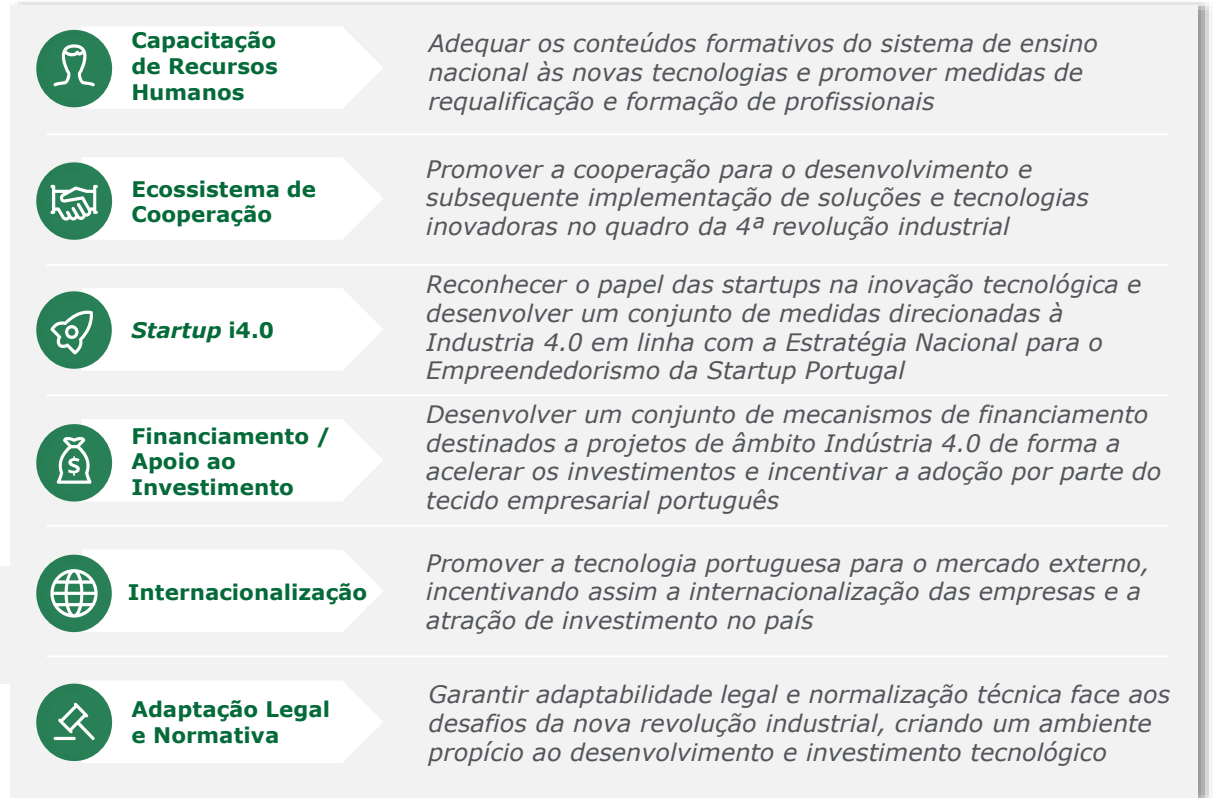 Capacitação
de Recursos
Humanos
Adequar os conteúdos formativos do sistema de ensino
nacional às novas tecnologias e promover medidas de
requalificação e formação de profissionais
Ecossistema de
Cooperação
Promover a cooperação para o desenvolvimento e
subsequente implementação de soluções e tecnologias
inovadoras no quadro da 4ª revolução industrial
Startup i4.0
Reconhecer o papel das startups na inovação tecnológica e
desenvolver um conjunto de medidas direcionadas à
Industria 4.0 em linha com a Estratégia Nacional para o
Empreendedorismo da Startup Portugal
Financiamento /
Apoio ao
Investimento
Desenvolver um conjunto de mecanismos de financiamento
destinados a projetos de âmbito Indústria 4.0 de forma a
acelerar os investimentos e incentivar a adoção por parte do
tecido empresarial português
Internacionalização
Promover a tecnologia portuguesa para o mercado externo,
incentivando assim a internacionalização das empresas e a
atração de investimento no país
Adaptação Legal
e Normativa
Garantir adaptabilidade legal e normalização técnica face aos
desafios da nova revolução industrial, criando um ambiente
propício ao desenvolvimento e investimento tecnológico